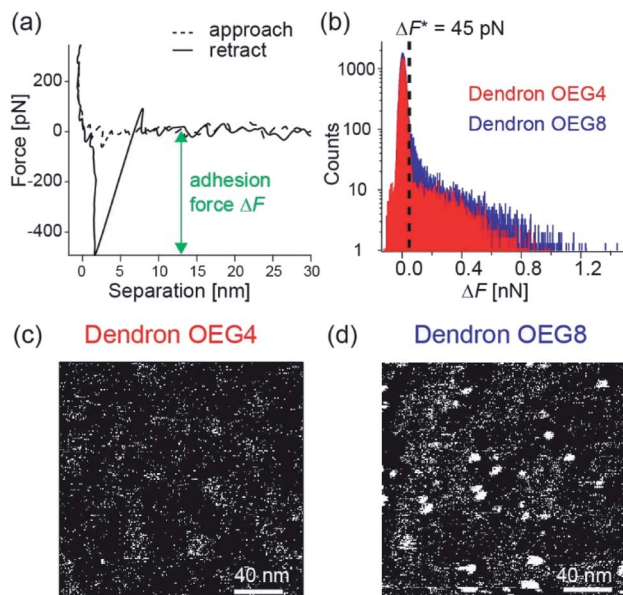 (a)
approach
retract
Force [pN]
200
0
-200
-400
adhesion
force ΔF
0
5
10
15
20
25
30
Separation [nm]
(b)
ΔF* = 45 pN
Dendron OEG4
Dendron OEG8
Counts
1000
100
10
1
0.0
0.4
0.8
1.2
ΔF [nN]
(c)
Dendron OEG4
40 nm
(d)
Dendron OEG8
40 nm